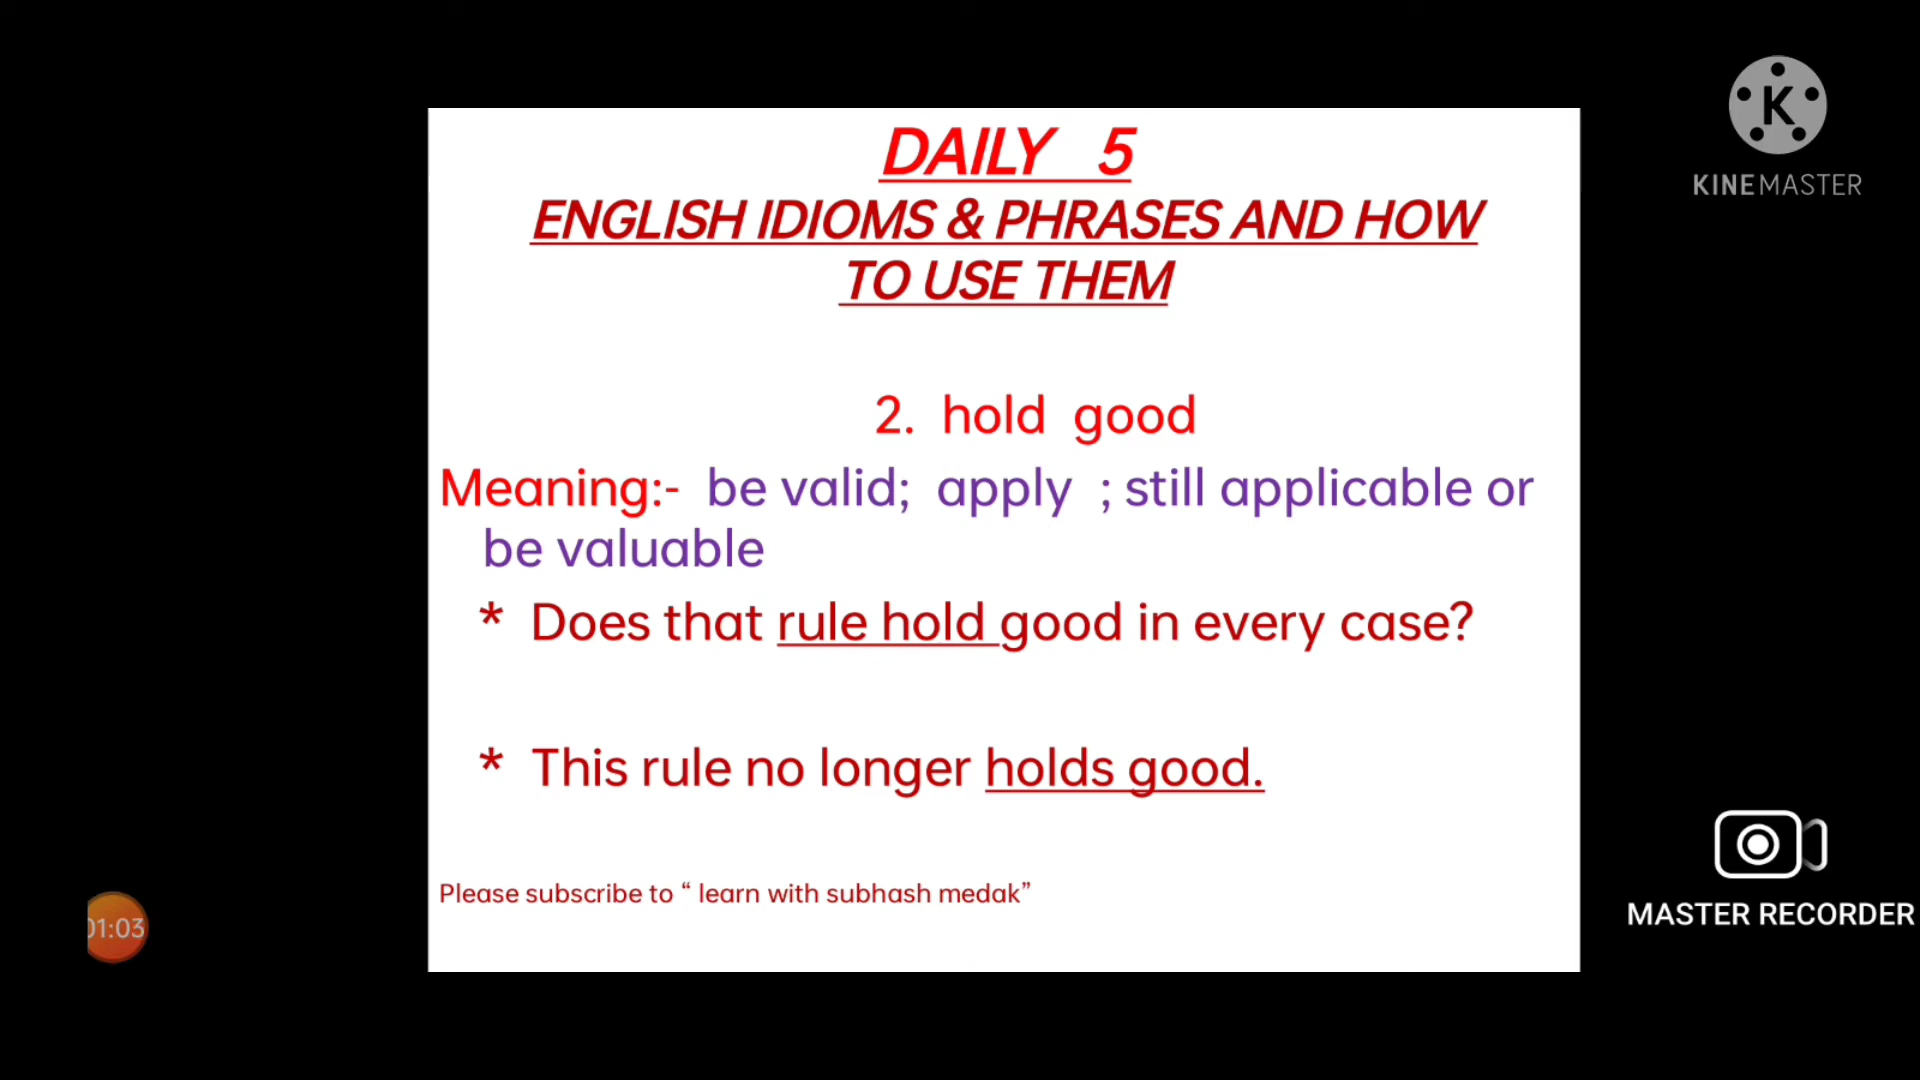 DAILY 5
ENGLISH IDIOMS & PHRASES AND HOW
TO USE THEM
2. hold good
Meaning:- be valid; apply ; still applicable or
be valuable
* Does that rule hold good in every case?
* This rule no longer holds good.
Please subscribe to “ learn with subhash medak”
K
KINEMASTER
MASTER RECORDER
01:03